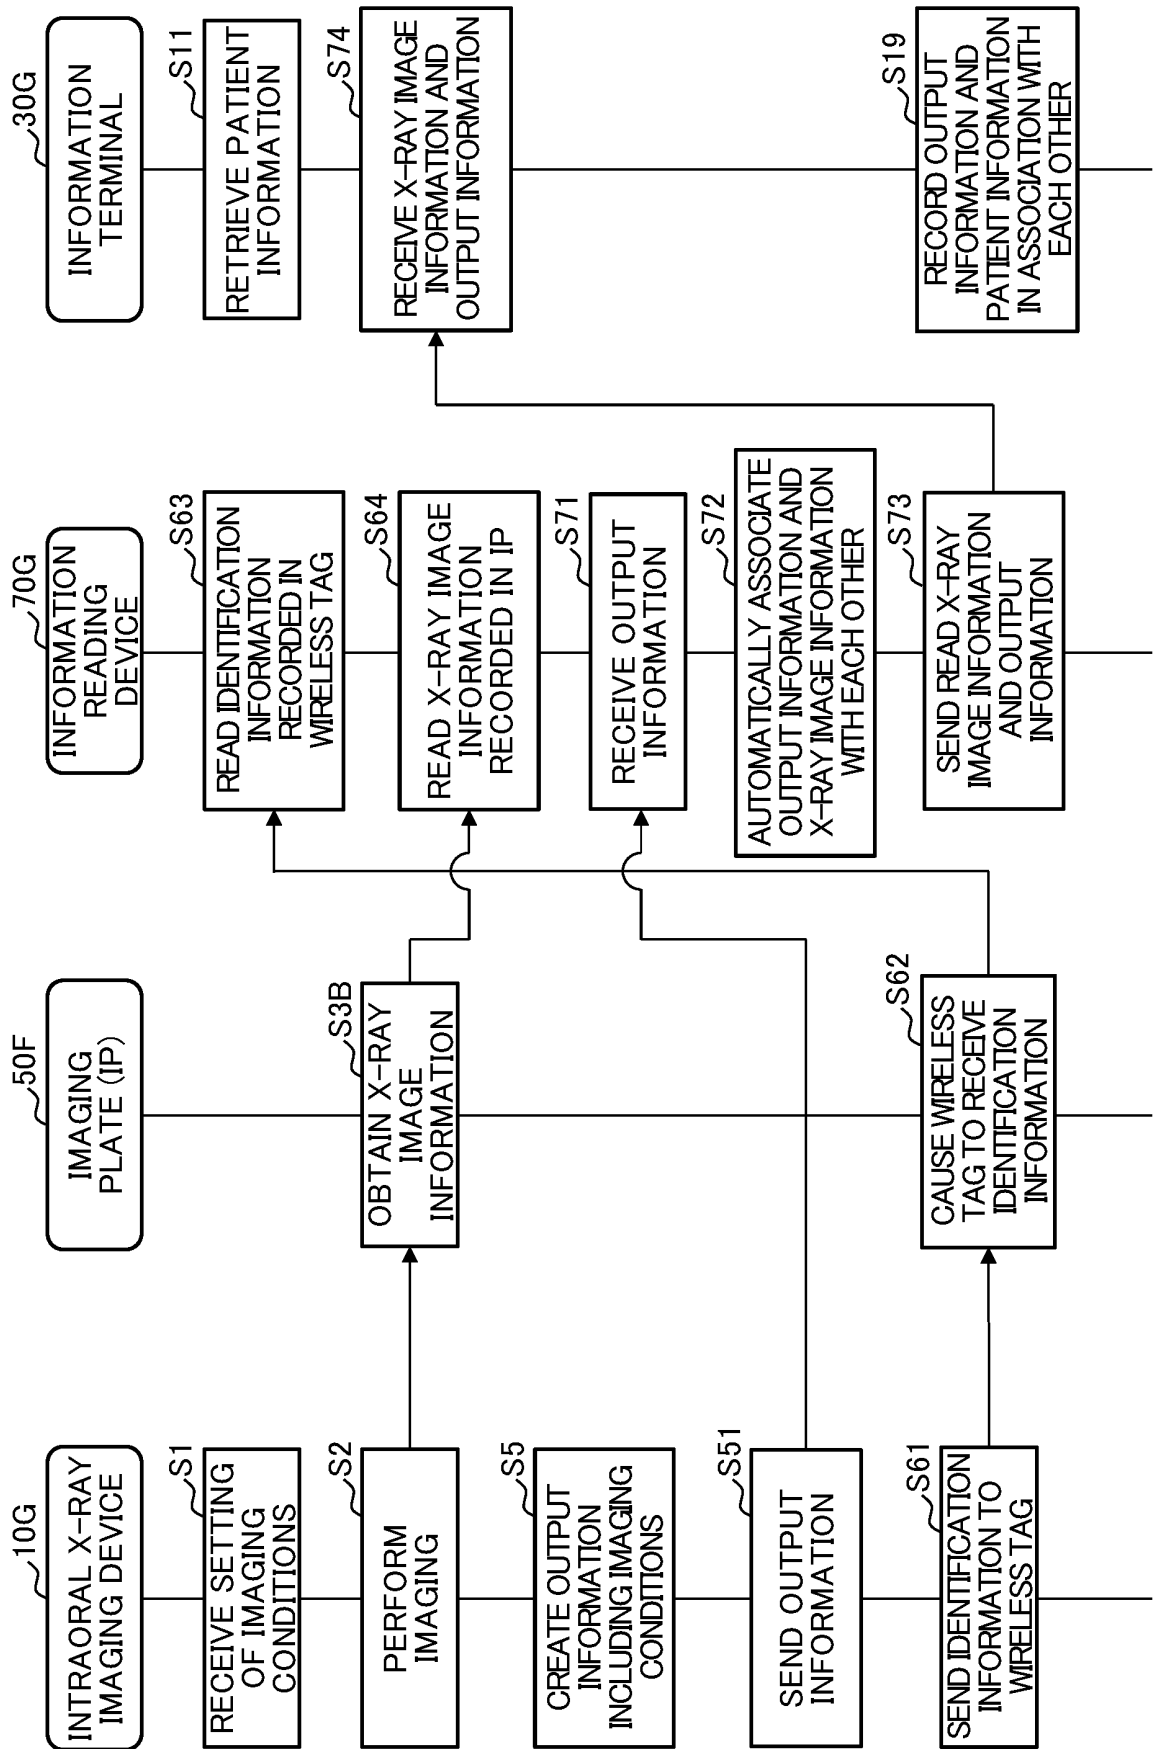 10G
INTRAORAL X-RAY
IMAGING DEVICE
S1
RECEIVE SETTING
OF IMAGING
CONDITIONS
S2
PERFORM
IMAGING
S5
CREATE OUTPUT
INFORMATION
INCLUDING IMAGING
CONDITIONS
S51
SEND OUTPUT
INFORMATION
S61
SEND IDENTIFICATION
INFORMATION TO
WIRELESS TAG
50F
IMAGING
PLATE (IP)
S3B
OBTAIN X-RAY
IMAGE
INFORMATION
S62
CAUSE WIRELESS
TAG TO RECEIVE
IDENTIFICATION
INFORMATION
70G
INFORMATION
READING
DEVICE
S63
READ IDENTIFICATION
INFORMATION
RECORDED IN
WIRELESS TAG
S64
READ X-RAY IMAGE
INFORMATION
RECORDED IN IP
S71
RECEIVE OUTPUT
INFORMATION
S72
AUTOMATICALLY ASSOCIATE
OUTPUT INFORMATION AND
X-RAY IMAGE INFORMATION
WITH EACH OTHER
S73
SEND READ X-RAY
IMAGE INFORMATION
AND OUTPUT
INFORMATION
30G
INFORMATION
TERMINAL
S11
RETRIEVE PATIENT
INFORMATION
S74
RECEIVE X-RAY IMAGE
INFORMATION AND
OUTPUT INFORMATION
S19
RECORD OUTPUT
INFORMATION AND
PATIENT INFORMATION
IN ASSOCIATION WITH
EACH OTHER